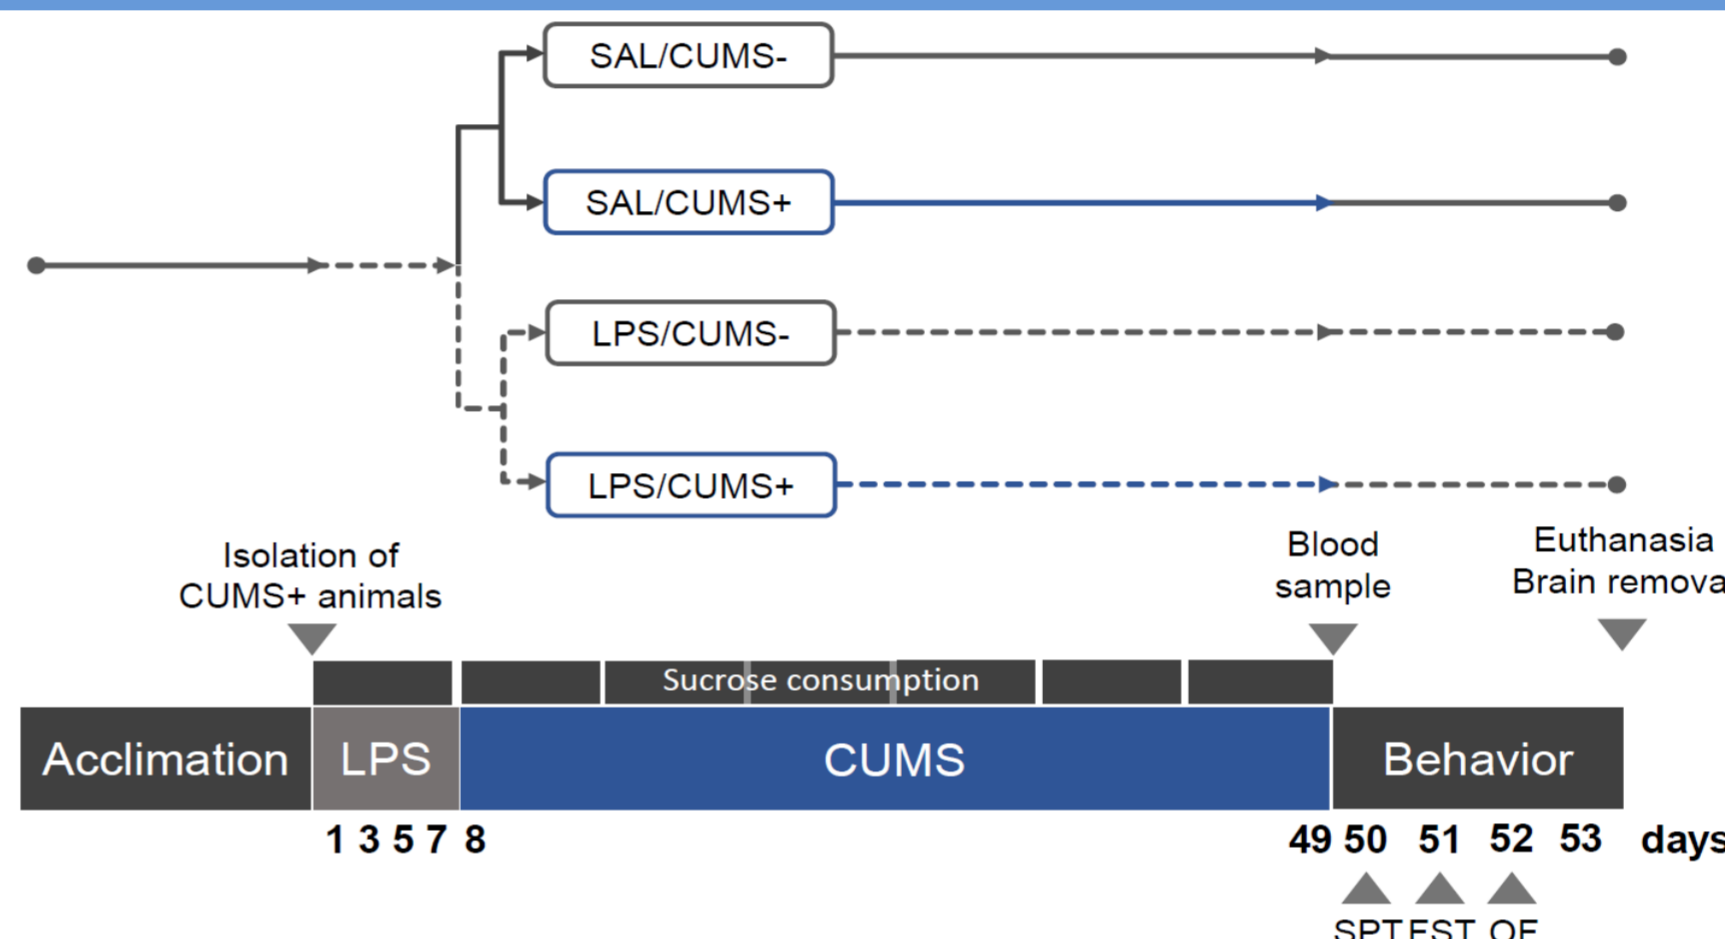 SAL/CUMS-
SAL/CUMS+
LPS/CUMS-
LPS/CUMS+
Isolation of
CUMS+ animals
Blood
sample
Euthanasia
Brain remova
Sucrose consumption
Acclimation
LPS
CUMS
Behavior
1 3 5 7 8
49 50 51 52 53 days
SPT FST OF